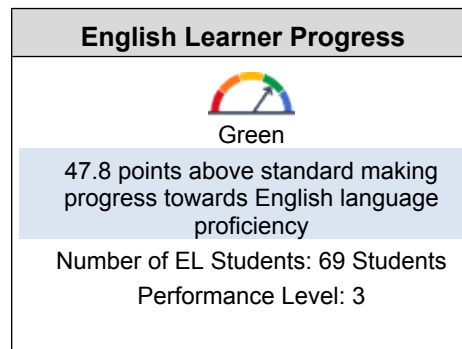 English Learner Progress
Green
47.8 points above standard making
progress towards English language
proficiency
Number of EL Students: 69 Students
Performance Level: 3